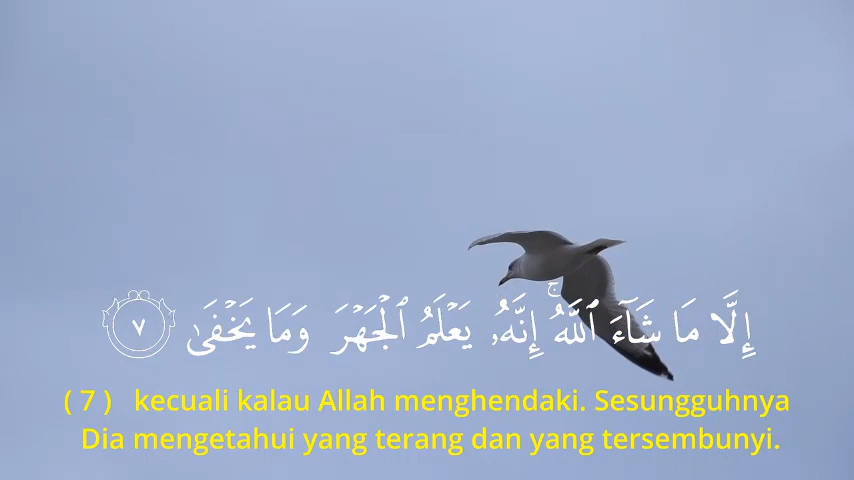 إِلَّا مَا شَآءَ ٱللَّهُۚ إِنَّهُۥ يَعۡلَمُ ٱلۡجَهۡرَ وَمَا يَخۡفَىٰ ٧
( 7 ) kecuali kalau Allah menghendaki. Sesungguhnya
Dia mengetahui yang terang dan yang tersembunyi.